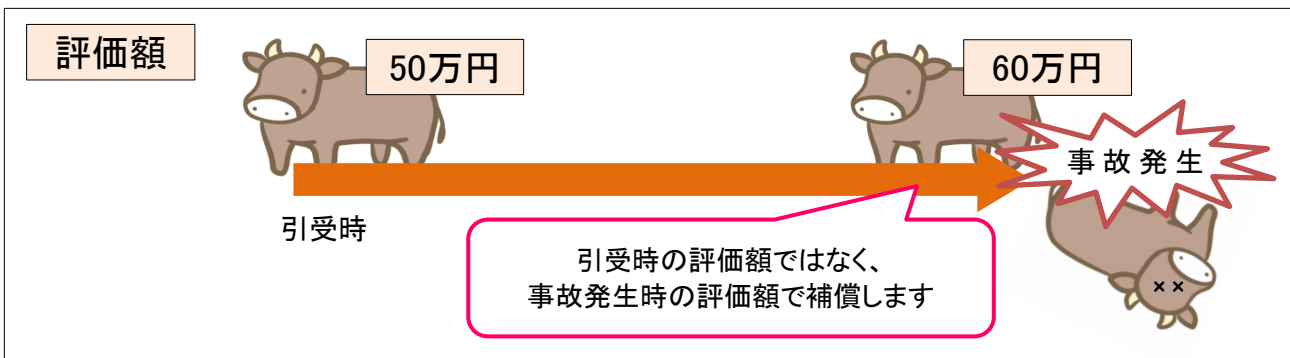 評価額
50万円
60万円
事故発生
引受時
引受時の評価額ではなく、
事故発生時の評価額で補償します
××